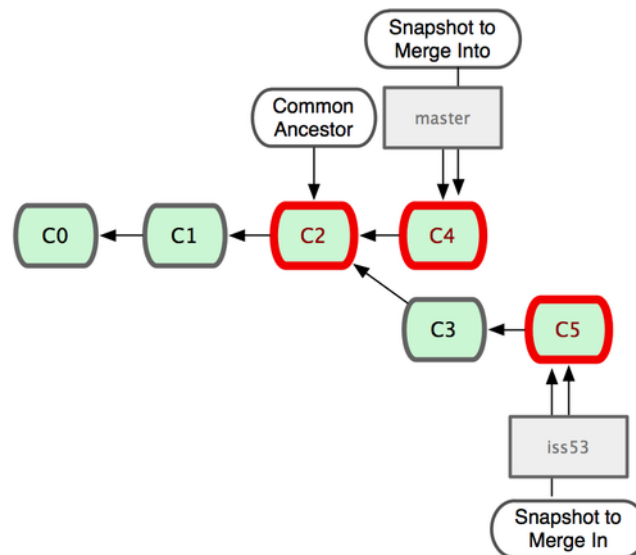 Snapshot to
Merge Into
Common
Ancestor
master
C0
C1
C2
C4
C3
C5
iss53
Snapshot to
Merge In